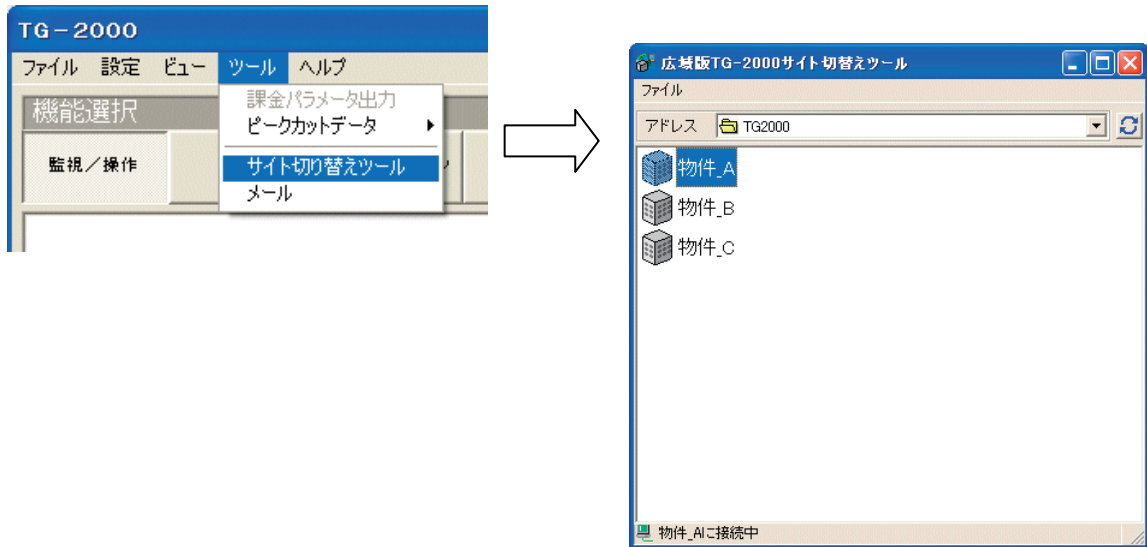 TG-2000
ファイル 設定 ビュー ツール ヘルプ
機能選択
監視/操作
課金パラメータ出力
ピークカットデータ
サイト切り替えツール
メール
広域版TG-2000サイト切替えツール
ファイル
アドレス TG2000
物件_A
物件_B
物件_C
物件_Aに接続中